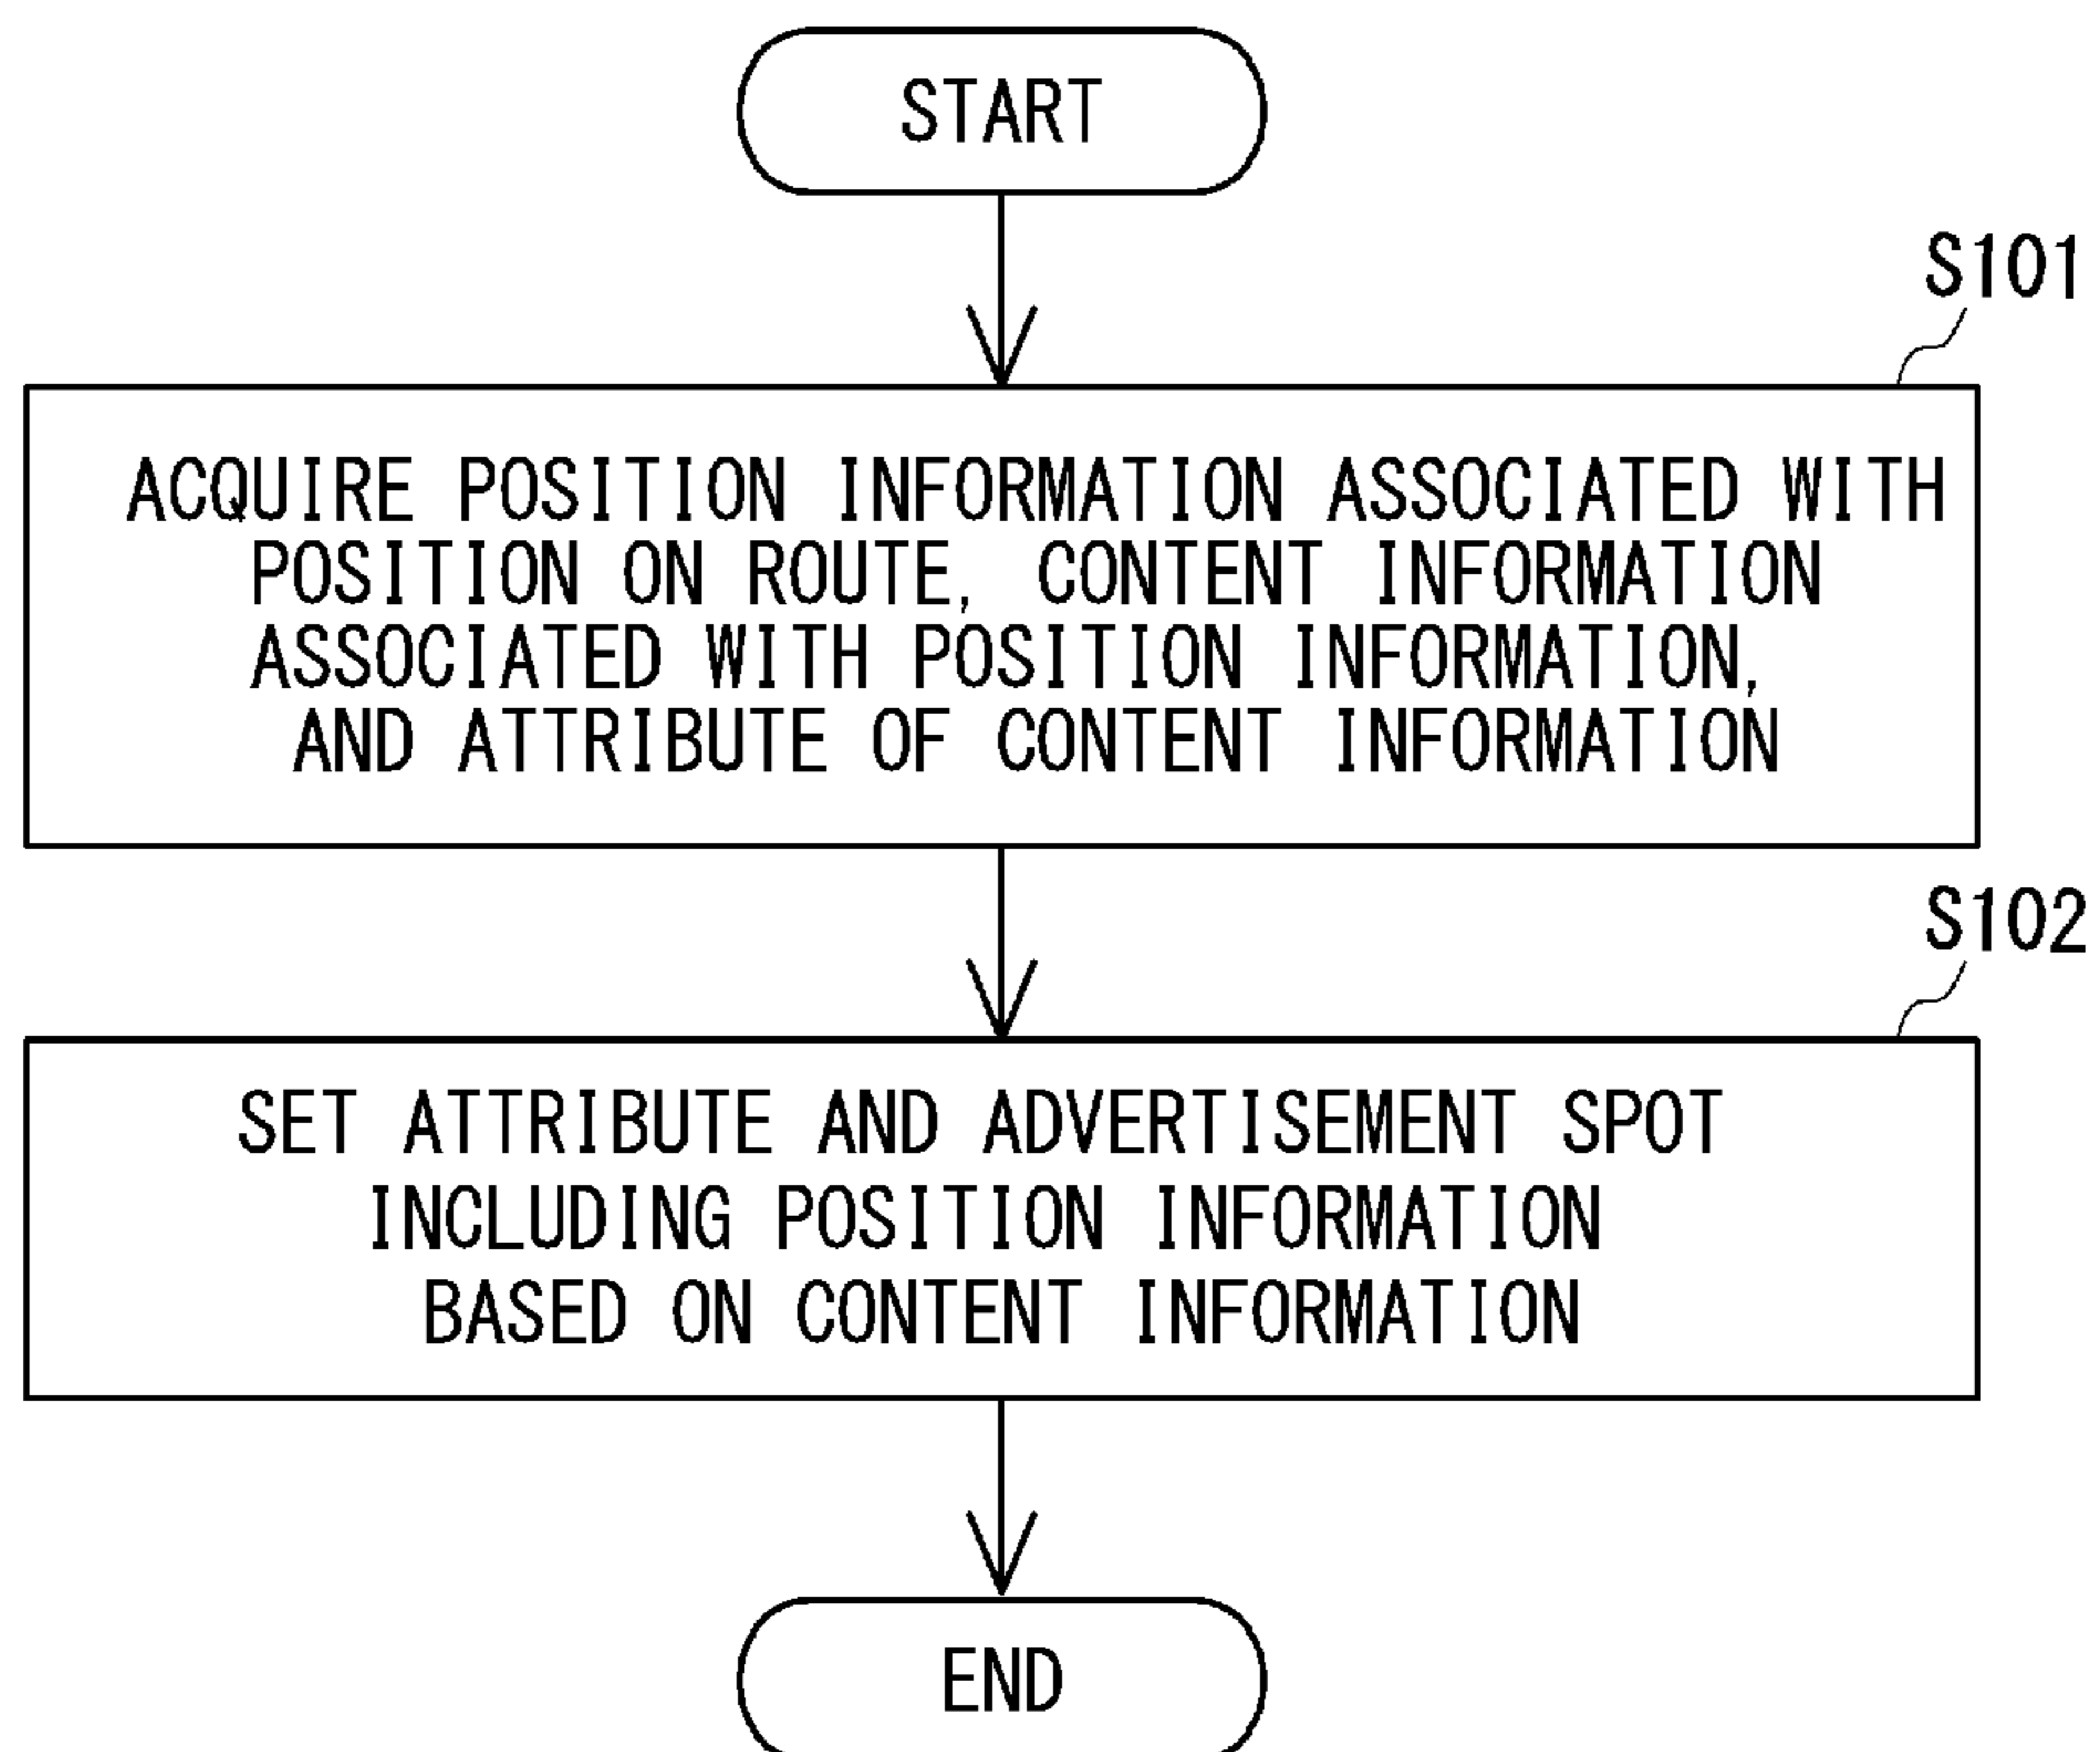 START
S101
ACQUIRE POSITION INFORMATION ASSOCIATED WITH
POSITION ON ROUTE, CONTENT INFORMATION
ASSOCIATED WITH POSITION INFORMATION,
AND ATTRIBUTE OF CONTENT INFORMATION
S102
SET ATTRIBUTE AND ADVERTISEMENT SPOT
INCLUDING POSITION INFORMATION
BASED ON CONTENT INFORMATION
END